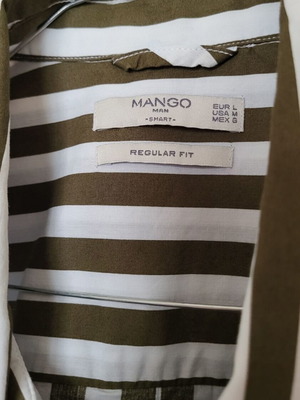 MANGO
MAN
-SMART-
EUR L
USA M
MEX G
REGULAR FIT